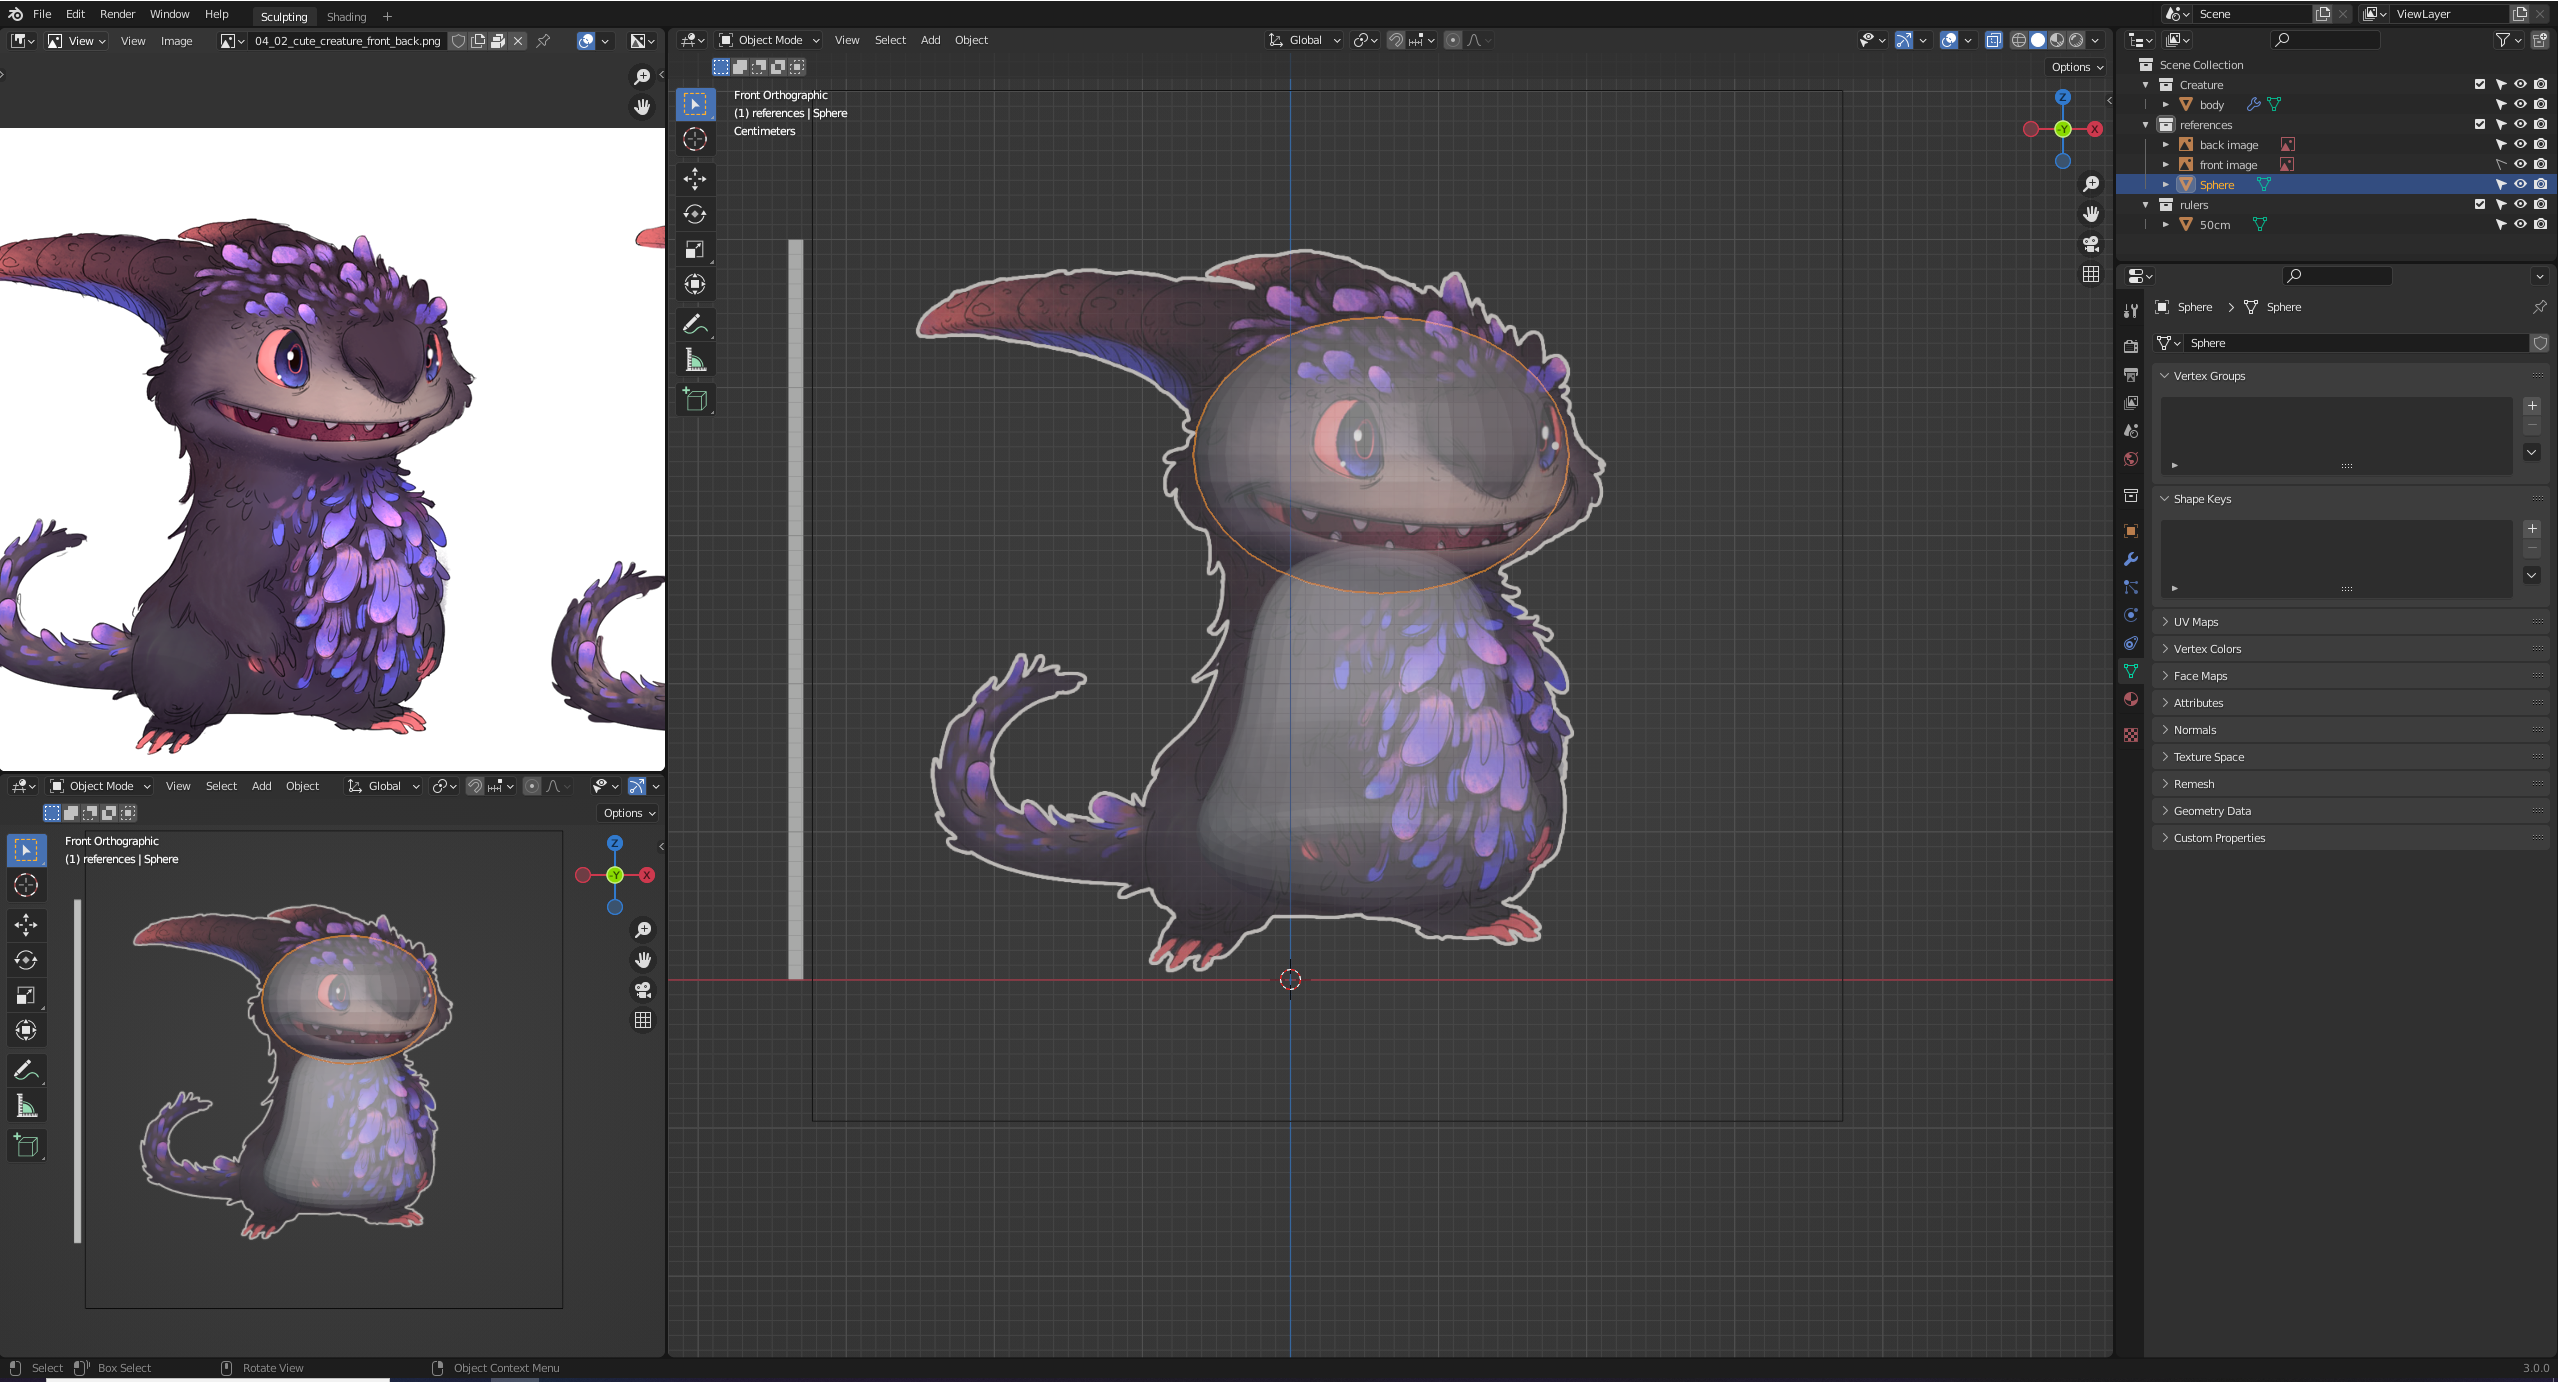 File Edit Render Window Help Sculpting Shading + Scene ViewLayer
View View Image 04_02_cute_creature_front_back.png
Object Mode View Select Add Object Global
Options
Front Orthographic
(1) references | Sphere
Centimeters
Z
-Y
X
Object Mode View Select Add Object Global
Options
Front Orthographic
(1) references | Sphere
Z
-Y
X
Scene Collection
Creature
body
references
back image
front image
Sphere
rulers
50cm
Sphere > Sphere
Sphere
Vertex Groups
Shape Keys
UV Maps
Vertex Colors
Face Maps
Attributes
Normals
Texture Space
Remesh
Geometry Data
Custom Properties
Select Box Select Rotate View Object Context Menu 3.0.0